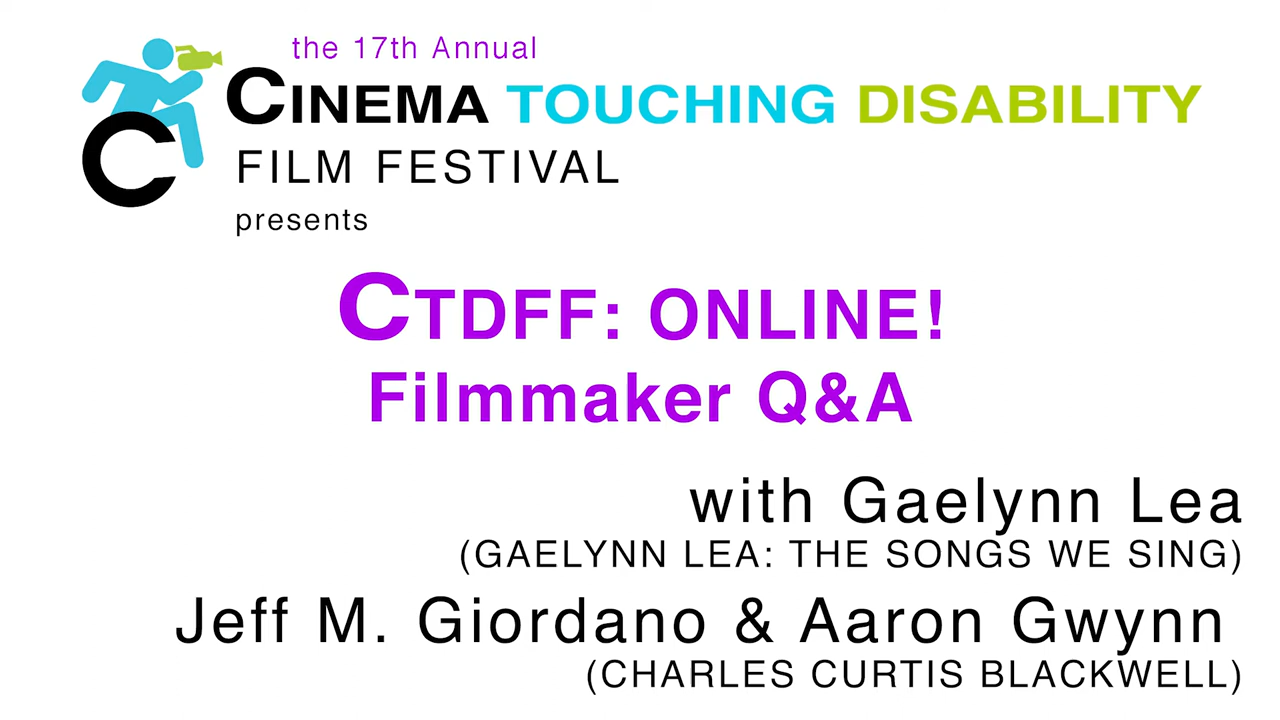 the 17th Annual
CINEMA TOUCHING DISABILITY
FILM FESTIVAL
presents
CTDFF: ONLINE!
Filmmaker Q&A
with Gaelynn Lea
(GAELYNN LEA: THE SONGS WE SING)
Jeff M. Giordano & Aaron Gwynn
(CHARLES CURTIS BLACKWELL)